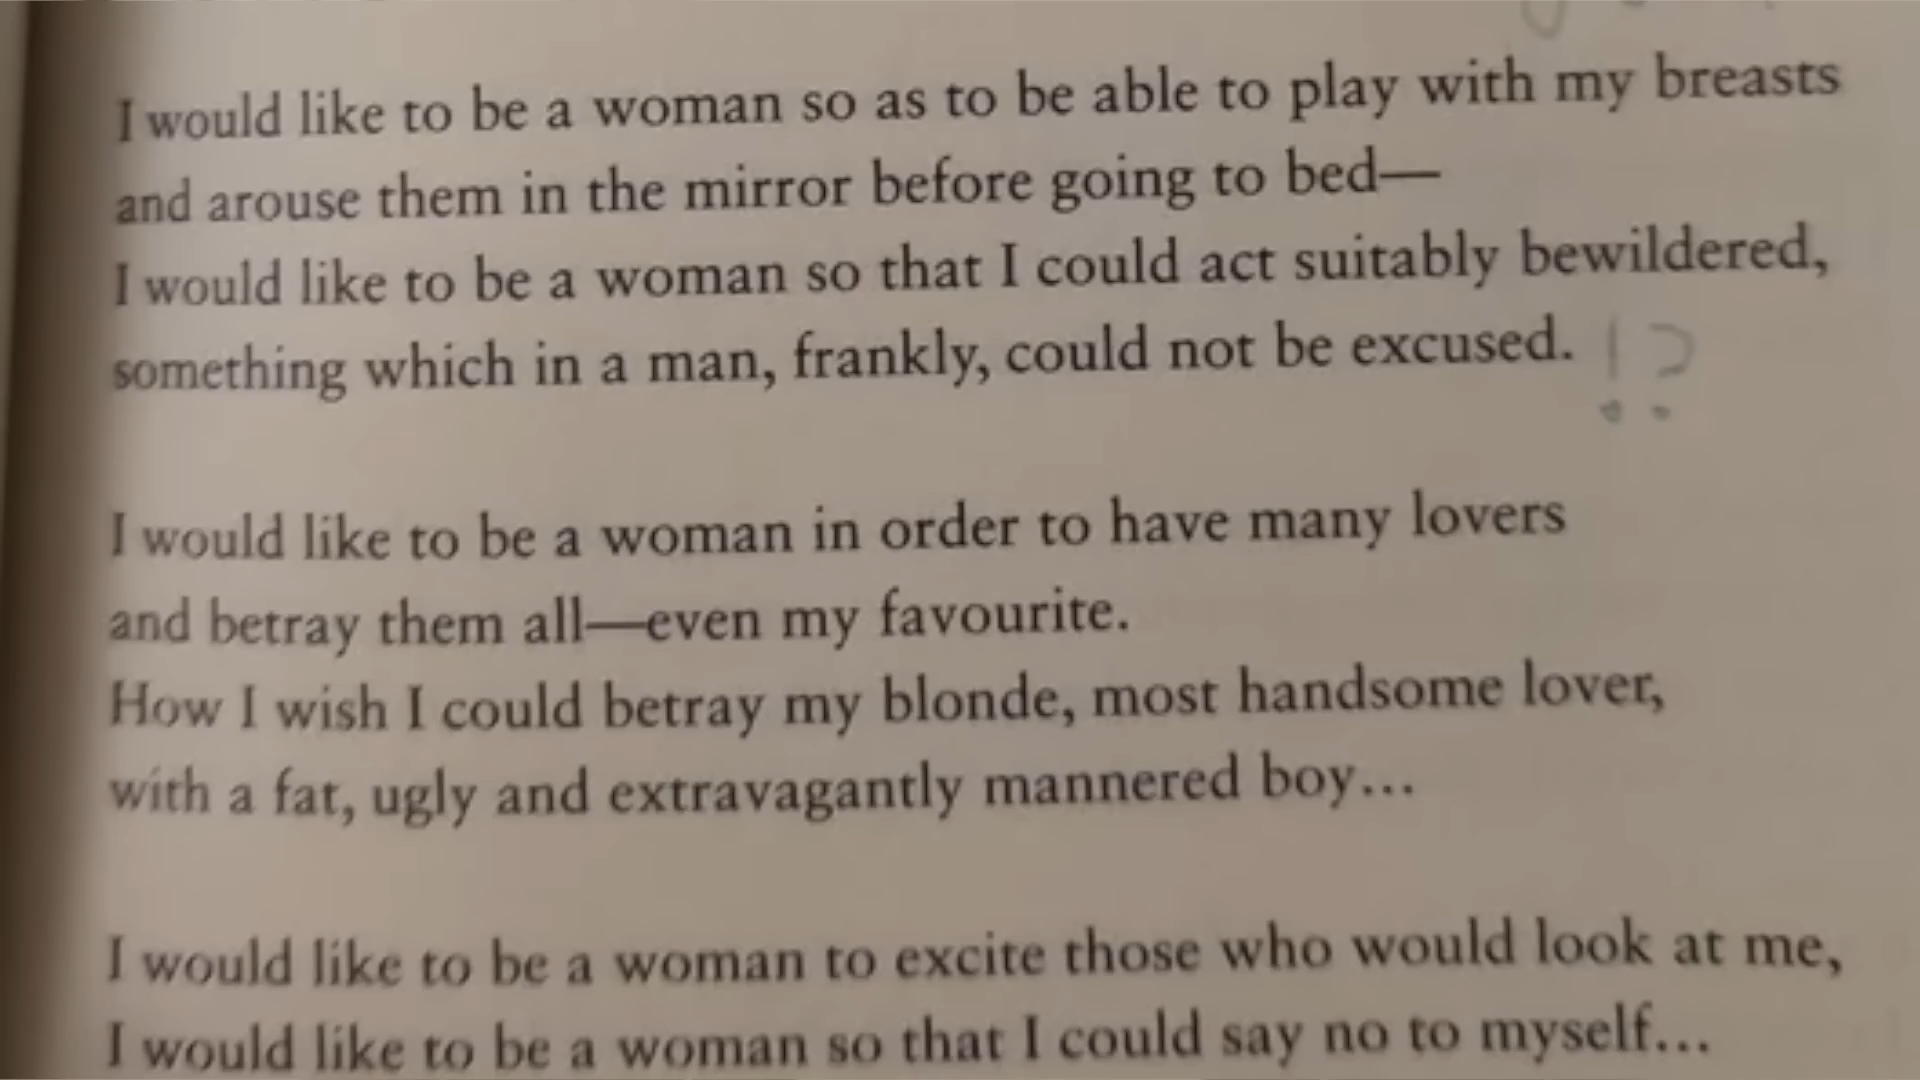 I would like to be a woman so as to be able to play with my breasts
and arouse them in the mirror before going to bed—
I would like to be a woman so that I could act suitably bewildered,
something which in a man, frankly, could not be excused. !?
I would like to be a woman in order to have many lovers
and betray them all—even my favourite.
How I wish I could betray my blonde, most handsome lover,
with a fat, ugly and extravagantly mannered boy...
I would like to be a woman to excite those who would look at me,
I would like to be a woman so that I could say no to myself...